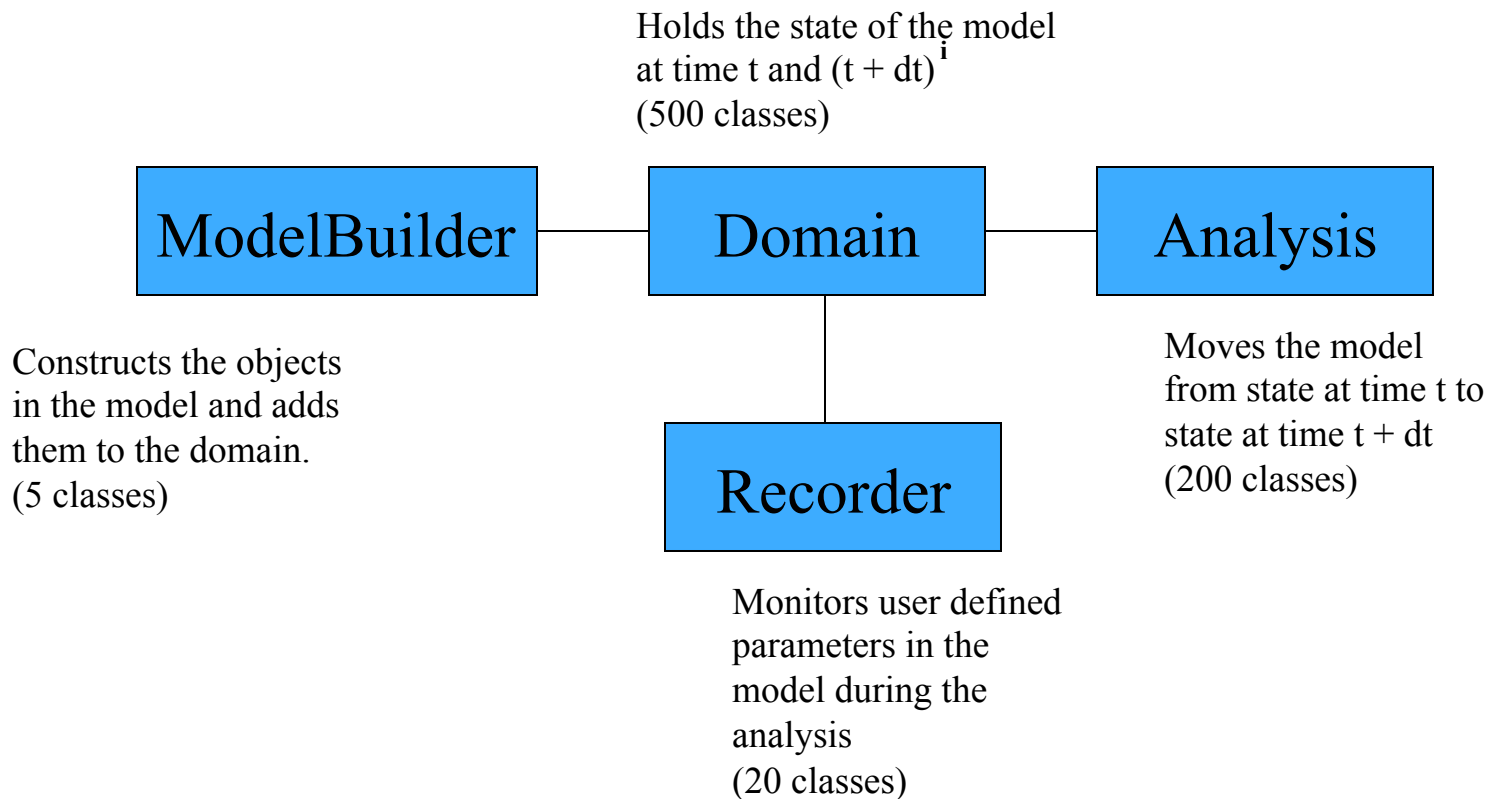 Holds the state of the model
at time t and (t + dt)^i
(500 classes)
ModelBuilder
Domain
Analysis
Constructs the objects
in the model and adds
them to the domain.
(5 classes)
Moves the model
from state at time t to
state at time t + dt
(200 classes)
Recorder
Monitors user defined
parameters in the
model during the
analysis
(20 classes)